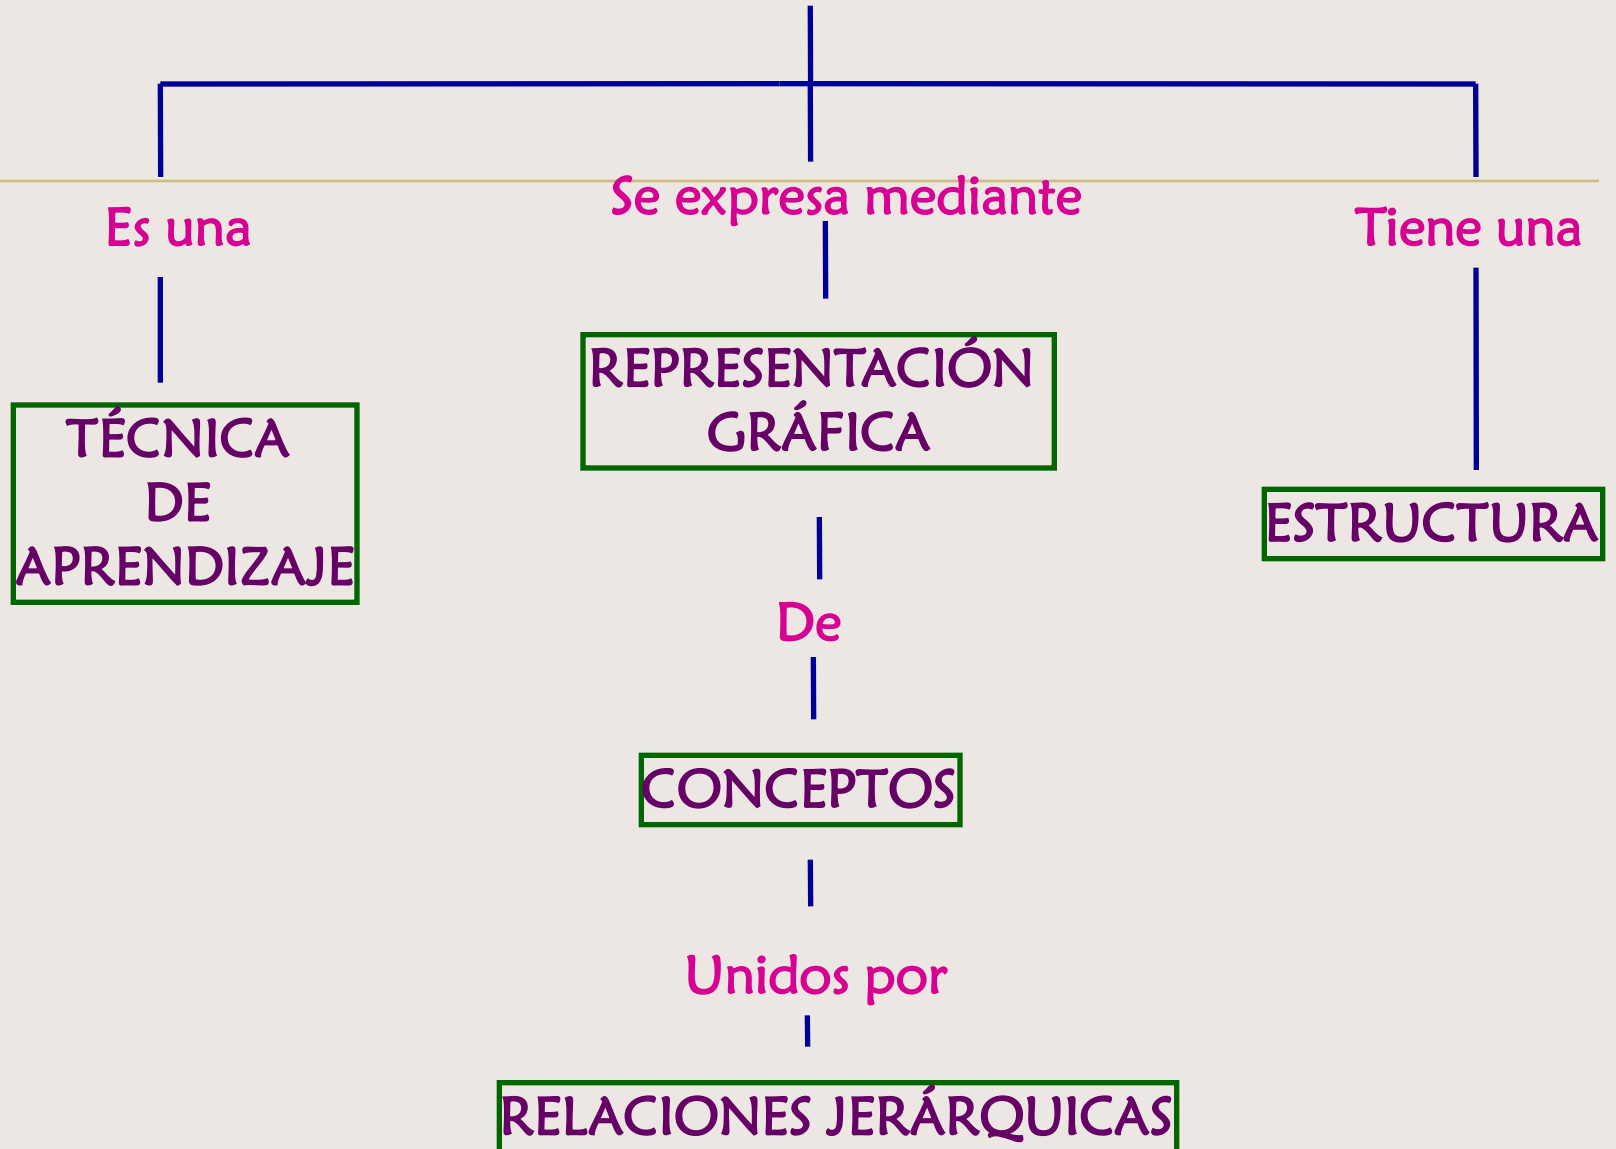 Es una
Se expresa mediante
Tiene una
TÉCNICA
DE
APRENDIZAJE
REPRESENTACIÓN
GRÁFICA
ESTRUCTURA
De
CONCEPTOS
Unidos por
RELACIONES JERÁRQUICAS